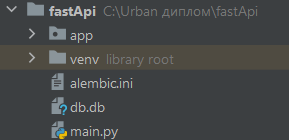 fastApi C:\Urban диплом\fastApi
app
venv library root
alembic.ini
db.db
main.py